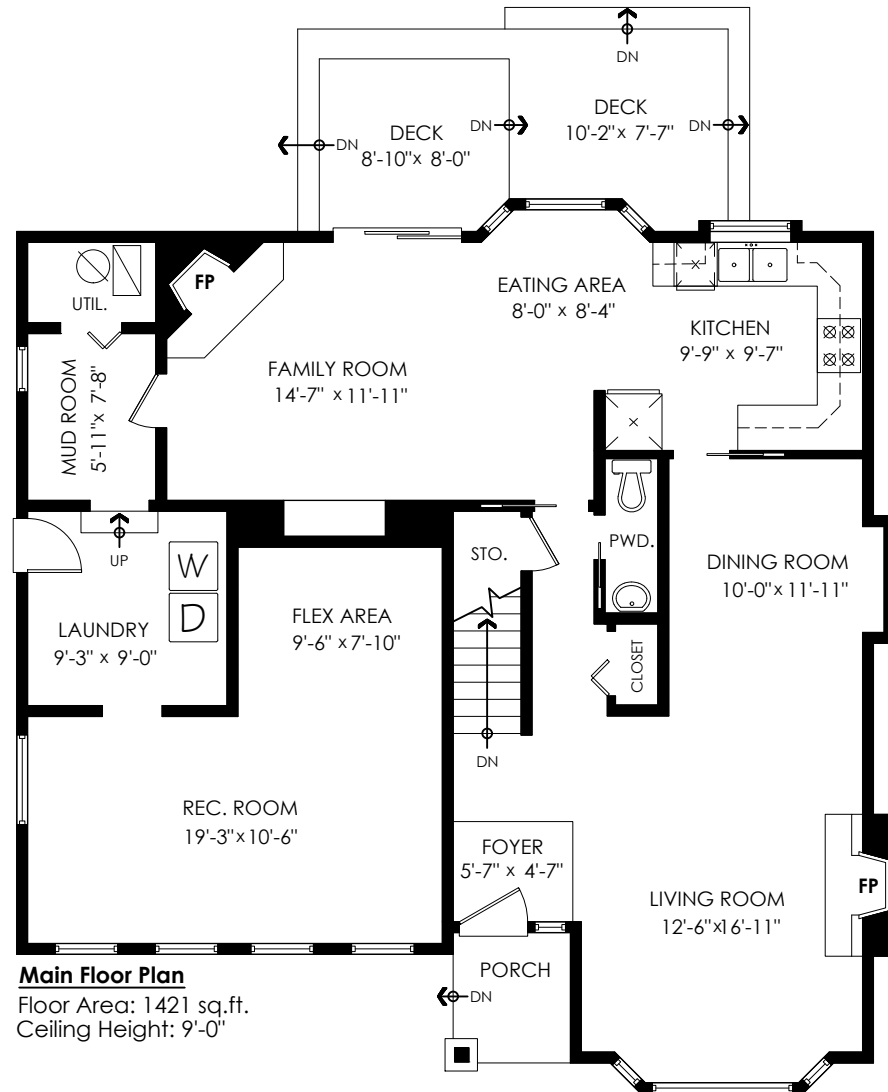 DN
DECK
10'-2" x 7'-7"
DN
DECK
8'-10" x 8'-0"
DN
DN
UTIL.
FP
EATING AREA
8'-0" x 8'-4"
KITCHEN
9'-9" x 9'-7"
FAMILY ROOM
14'-7" x 11'-11"
MUD ROOM
5'-11" x 7'-8"
UP
W
D
LAUNDRY
9'-3" x 9'-0"
FLEX AREA
9'-6" x 7'-10"
STO.
PWD.
DINING ROOM
10'-0" x 11'-11"
CLOSET
DN
REC. ROOM
19'-3" x 10'-6"
FOYER
5'-7" x 4'-7"
LIVING ROOM
12'-6" x 16'-11"
FP
PORCH
DN
Main Floor Plan
Floor Area: 1421 sq.ft.
Ceiling Height: 9'-0"